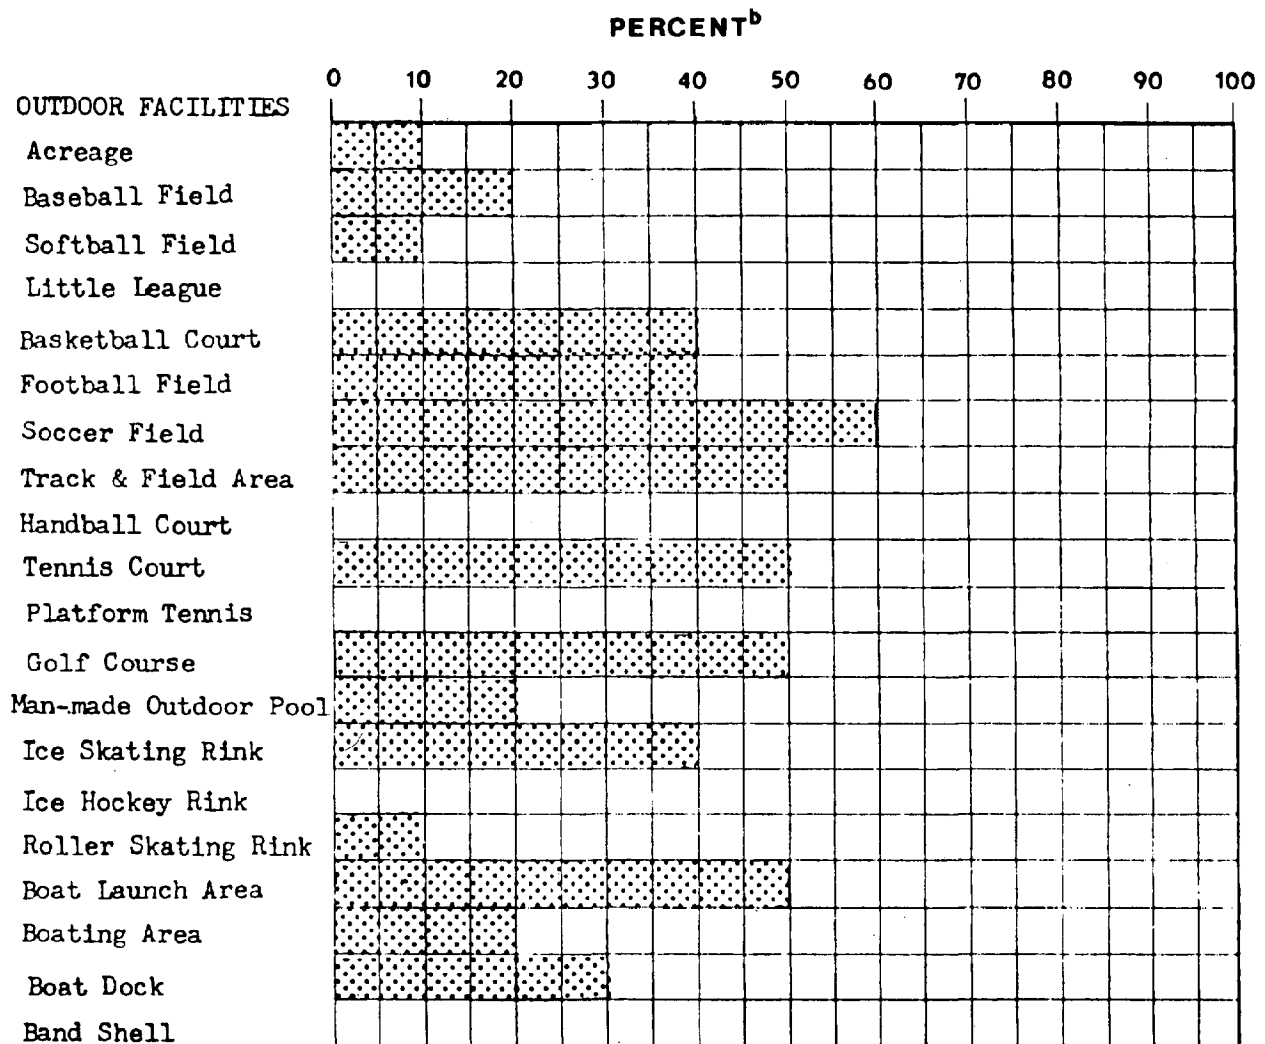 PERCENTb
0 10 20 30 40 50 60 70 80 90 100
OUTDOOR FACILITIES
Acreage
Baseball Field
Softball Field
Little League
Basketball Court
Football Field
Soccer Field
Track & Field Area
Handball Court
Tennis Court
Platform Tennis
Golf Course
Man-made Outdoor Pool
Ice Skating Rink
Ice Hockey Rink
Roller Skating Rink
Boat Launch Area
Boating Area
Boat Dock
Band Shell